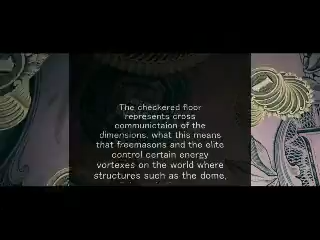 The checkered floor
represents cross
communictaion of the
dimensions. what this means
that freemasons and the elite
control certain energy
vortexes on the world where
structures such as the dome,